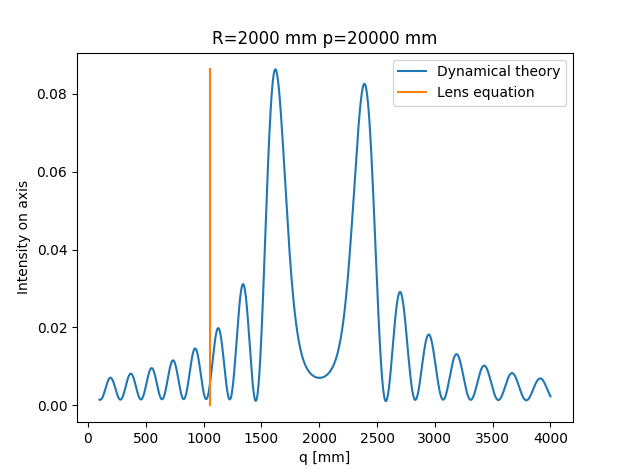 R=2000 mm p=20000 mm
Dynamical theory
Lens equation
Intensity on axis
0.08
0.06
0.04
0.02
0.00
0 500 1000 1500 2000 2500 3000 3500 4000
q [mm]